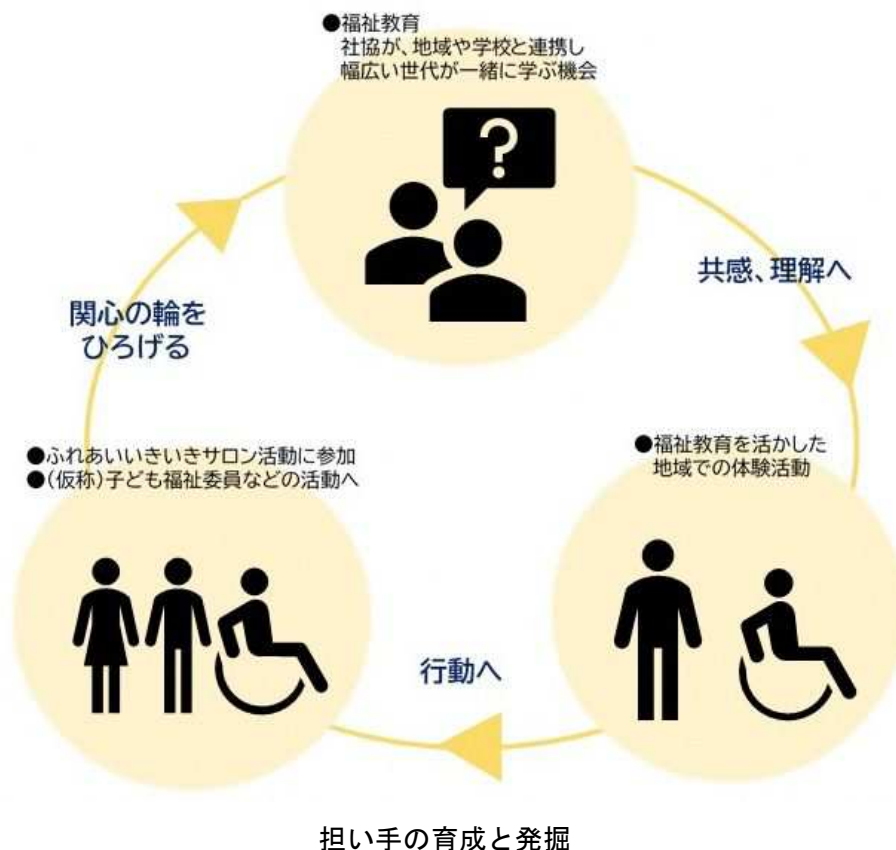 ●福祉教育
社協が、地域や学校と連携し
幅広い世代が一緒に学ぶ機会
?
共感、理解へ
関心の輪を
ひろげる
●福祉教育を活かした
地域での体験活動
●ふれあいいきいきサロン活動に参加
●(仮称)子ども福祉委員などの活動へ
行動へ
担い手の育成と発掘